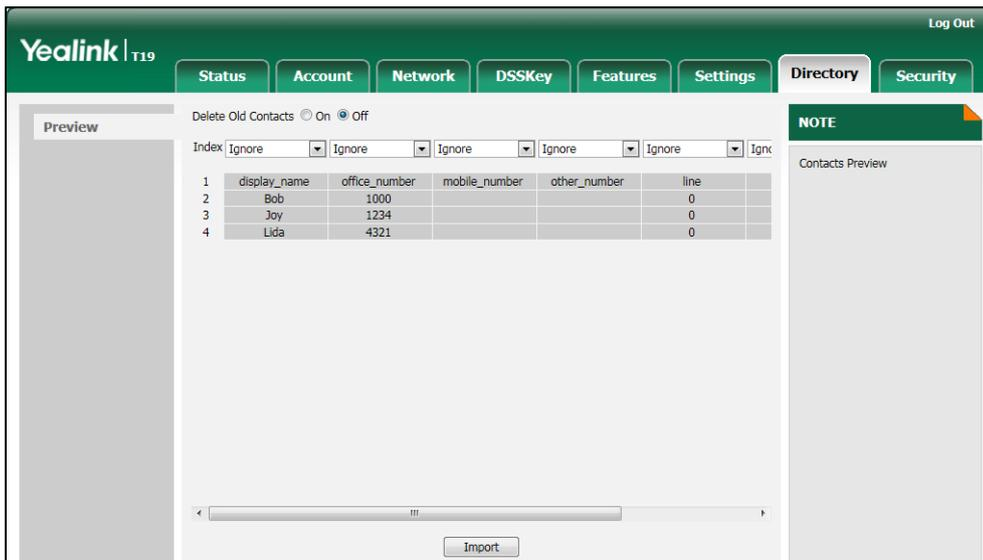 Log Out
Yealink T19
Status Account Network DSSKey Features Settings Directory Security
Preview
Delete Old Contacts On Off
NOTE
Index Ignore Ignore Ignore Ignore Ignore
Contacts Preview
1 display_name office_number mobile_number other_number line
2 Bob 1000 0
3 Joy 1234 0
4 Lida 4321 0
Import